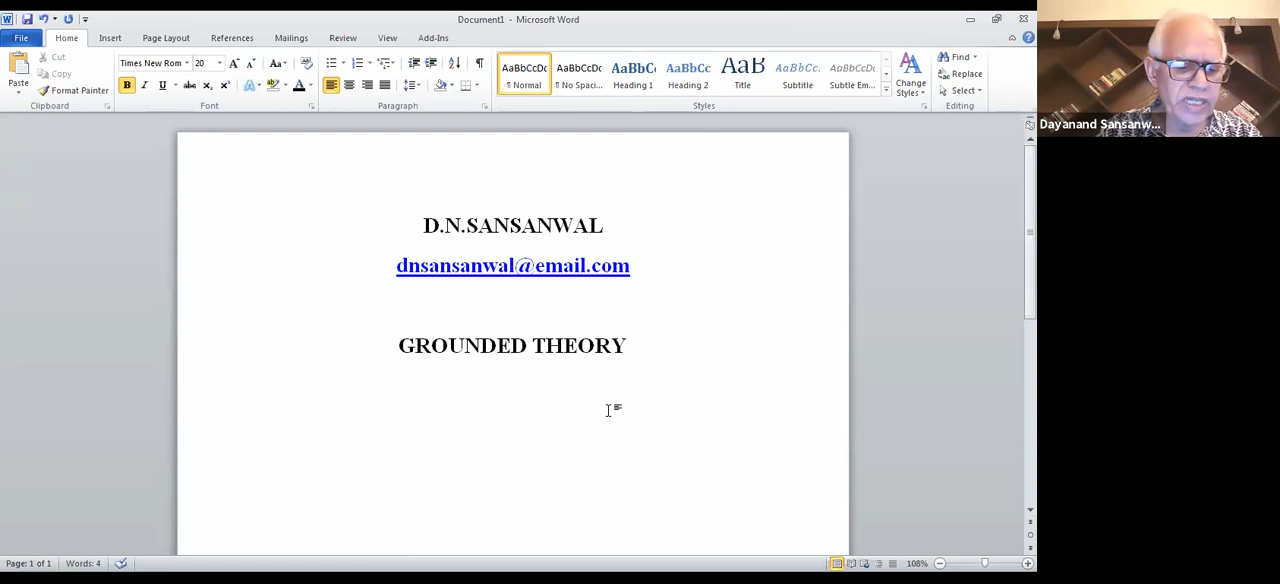 Document1 - Microsoft Word
File Home Insert Page Layout References Mailings Review View Add-Ins
Paste
Cut
Copy
Format Painter
Clipboard
Times New Rom 20
B I U abc
Font
Paragraph
AaBbCcDc AaBbCcDc AaBbC AaBbCc AaB AaBbCc. AaBbCcDc
¶ Normal ¶ No Spaci... Heading 1 Heading 2 Title Subtitle Subtle Em...
Styles
Change
Styles
Find
Replace
Select
Editing
Dayanand Sansanw...
D.N.SANSANWAL
dnsansanwal@email.com
GROUNDED THEORY
Page: 1 of 1 Words: 4 108%